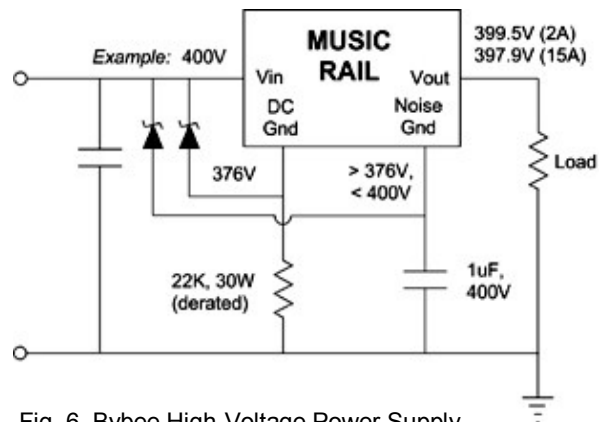 MUSIC
RAIL
399.5V (2A)
397.9V (15A)
Example: 400V
Vin
Vout
DC
Gnd
Noise
Gnd
376V
> 376V,
< 400V
Load
22K, 30W
(derated)
1uF,
400V
Fig. 6 Bybee High-Voltage Power Supply